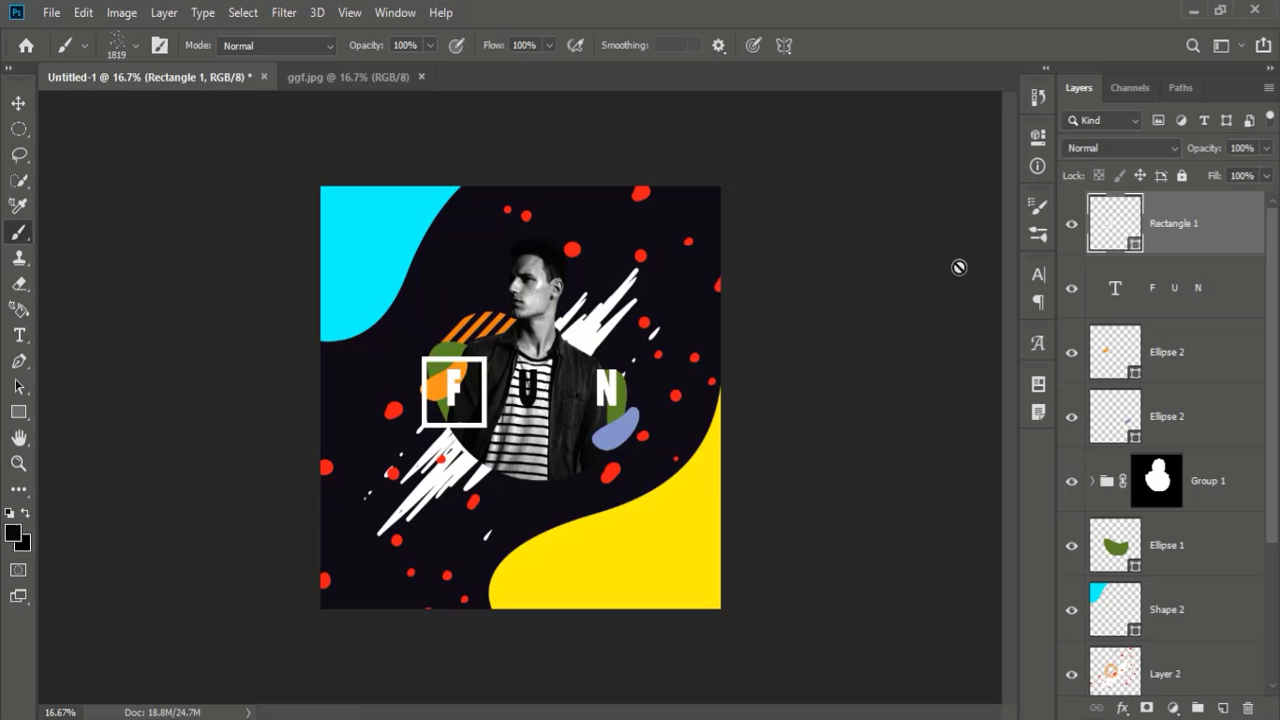 Ps File Edit Image Layer Type Select Filter 3D View Window Help
1819 Mode: Normal Opacity: 100% Flow: 100% Smoothing:
Untitled-1 @ 16.7% (Rectangle 1, RGB/8) * × ggf.jpg @ 16.7% (RGB/8) ×
Layers Channels Paths
Kind
Normal Opacity: 100%
Lock: Fill: 100%
Rectangle 1
T F U N
Ellipse 2
F U N
Ellipse 2
Group 1
Ellipse 1
Shape 2
Layer 2
16.67% Doc: 18.8M/24.7M